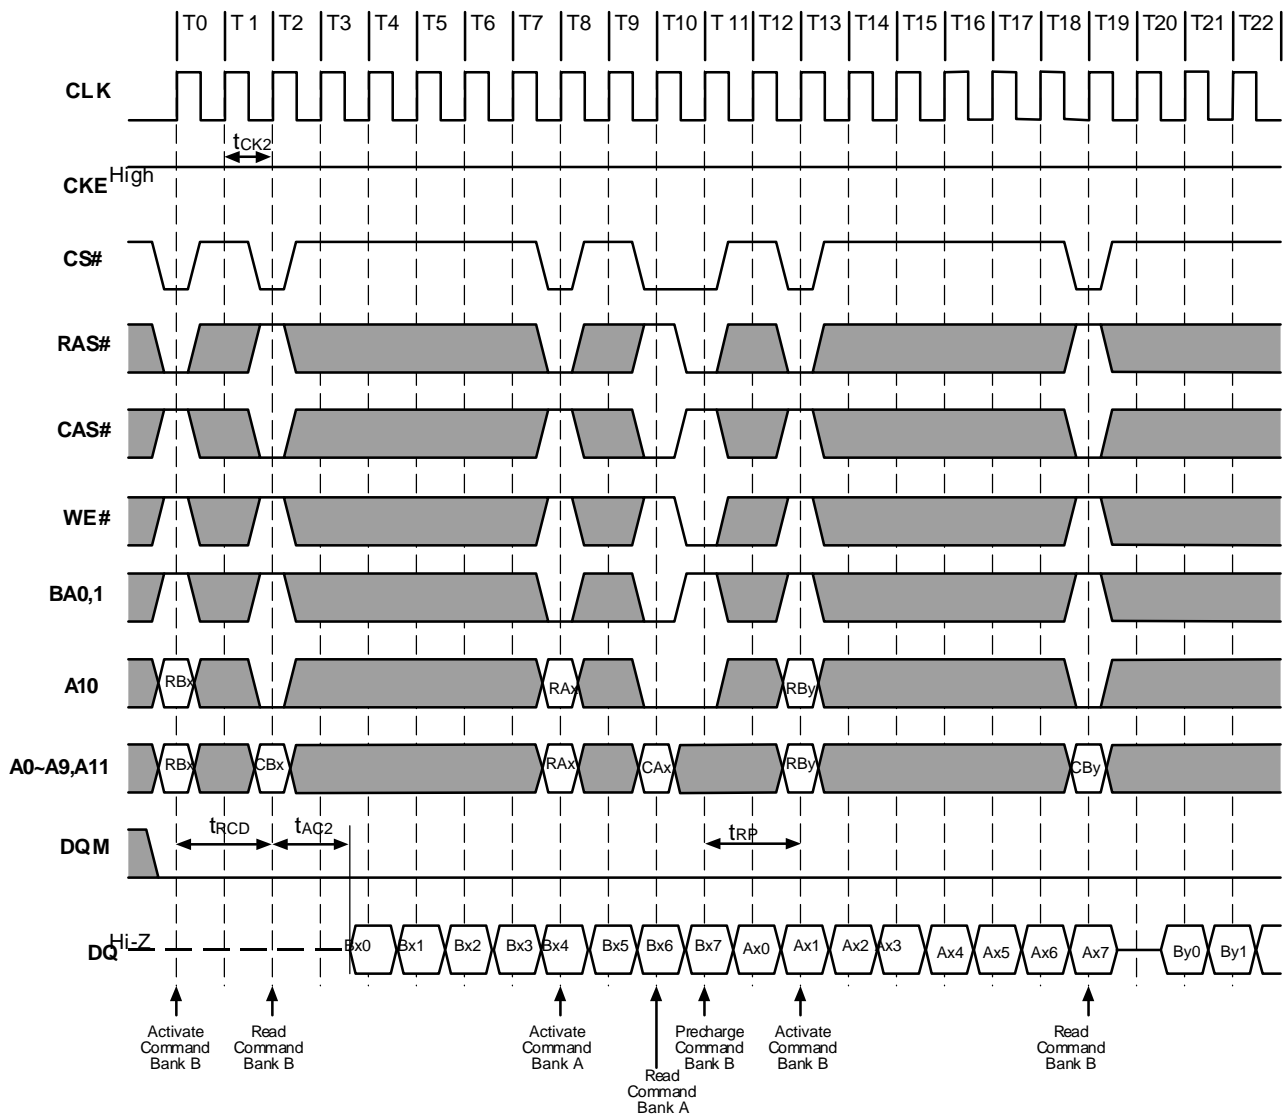 T0 T 1 T2 T3 T4 T5 T6 T7 T8 T9 T10 T 11 T12 T13 T14 T15 T16 T17 T18 T19 T20 T21 T22
CLK
tCK2
CKE High
CS#
RAS#
CAS#
WE#
BA0,1
A10 RBx RAx RBy
A0~A9,A11 RBx CBx RAx CAx RBy CBy
tRCD tAC2 tRP
DQM
DQ Hi-Z Bx0 Bx1 Bx2 Bx3 Bx4 Bx5 Bx6 Bx7 Ax0 Ax1 Ax2 Ax3 Ax4 Ax5 Ax6 Ax7 By0 By1
Activate
Command
Bank B
Read
Command
Bank B
Activate
Command
Bank A
Read
Command
Bank A
Precharge
Command
Bank B
Activate
Command
Bank B
Read
Command
Bank B